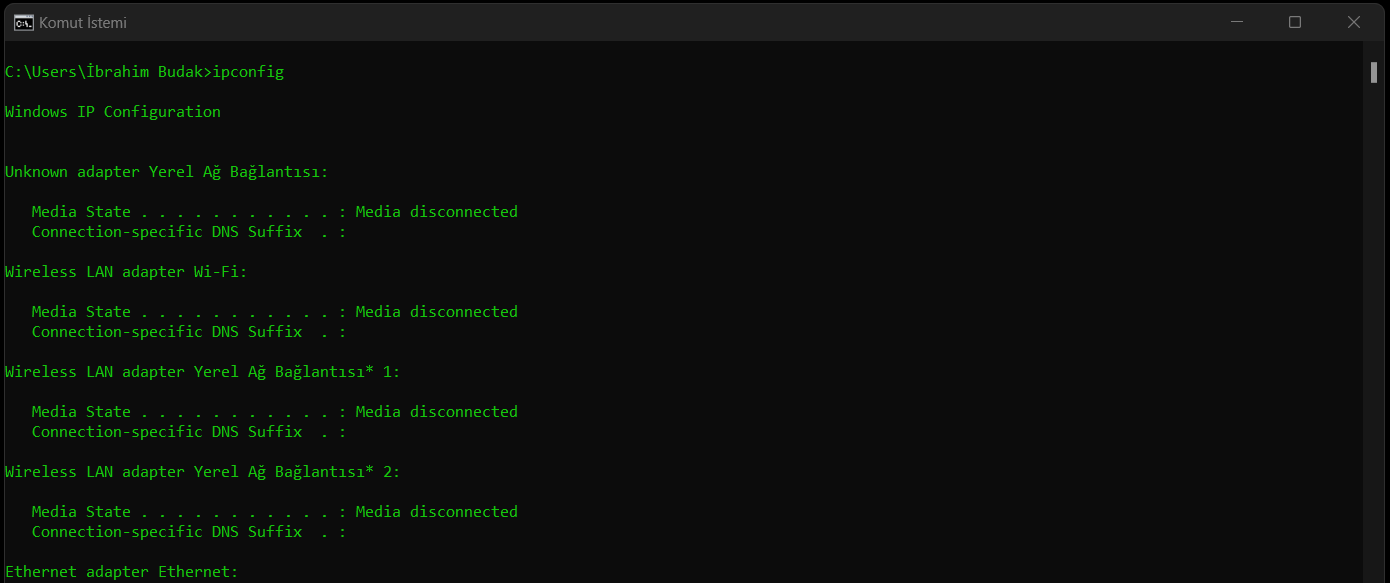 Komut İstemi
C:\Users\İbrahim Budak>ipconfig
Windows IP Configuration
Unknown adapter Yerel Ağ Bağlantısı:
Media State . . . . . . . . . . . : Media disconnected
Connection-specific DNS Suffix  . :
Wireless LAN adapter Wi-Fi:
Media State . . . . . . . . . . . : Media disconnected
Connection-specific DNS Suffix  . :
Wireless LAN adapter Yerel Ağ Bağlantısı* 1:
Media State . . . . . . . . . . . : Media disconnected
Connection-specific DNS Suffix  . :
Wireless LAN adapter Yerel Ağ Bağlantısı* 2:
Media State . . . . . . . . . . . : Media disconnected
Connection-specific DNS Suffix  . :
Ethernet adapter Ethernet: